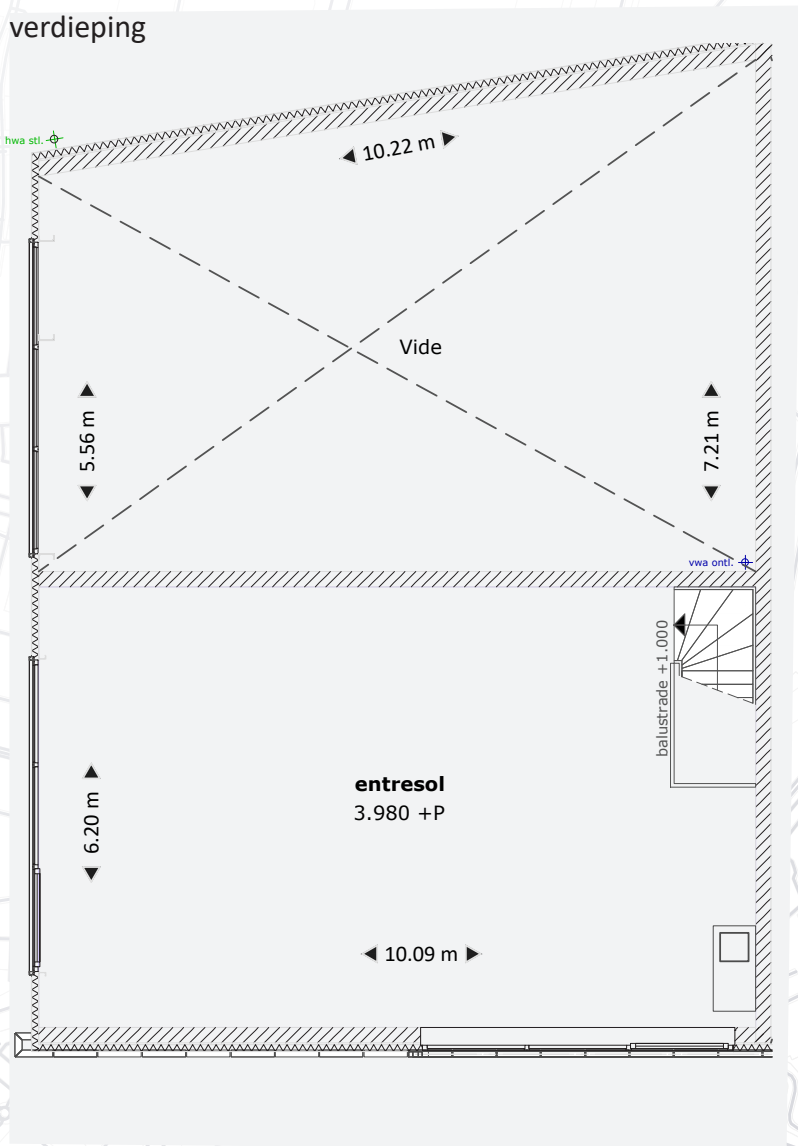 verdieping
hwa stl.
10.22 m
Vide
5.56 m
7.21 m
vwa ontl.
balustrade +1.000
entresol
3.980 +P
6.20 m
10.09 m